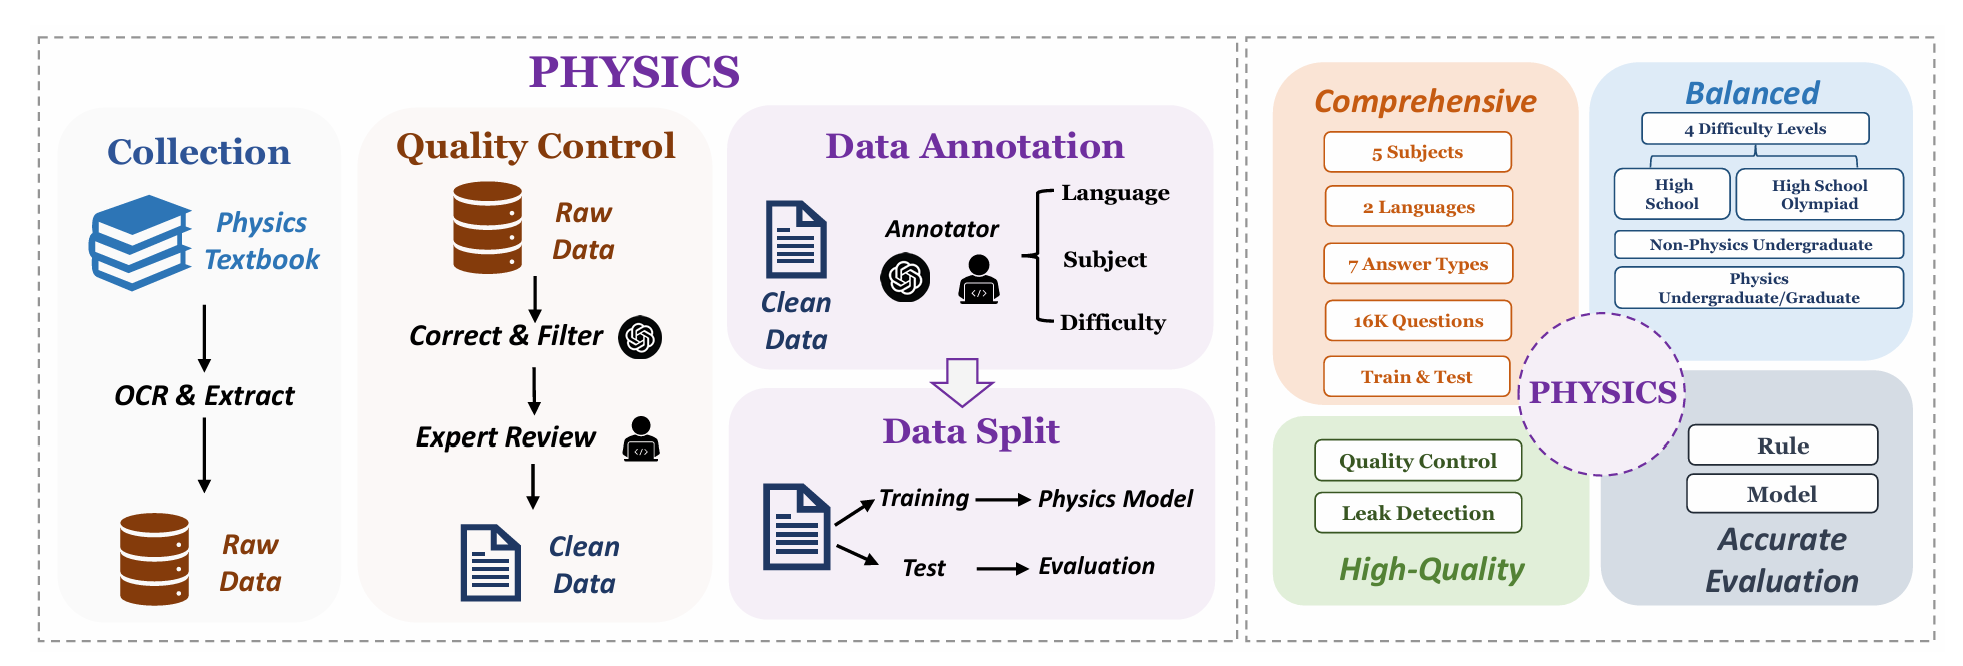 PHYSICS
Collection
Physics
Textbook
OCR & Extract
Raw
Data
Quality Control
Raw
Data
Correct & Filter
Expert Review
Clean
Data
Data Annotation
Clean
Data
Annotator
</>
Language
Subject
Difficulty
Data Split
Training
Physics Model
Test
Evaluation
Comprehensive
5 Subjects
2 Languages
7 Answer Types
16K Questions
Train & Test
Balanced
4 Difficulty Levels
High
School
High School
Olympiad
Non-Physics Undergraduate
Physics
Undergraduate/Graduate
PHYSICS
Quality Control
Leak Detection
High-Quality
Rule
Model
Accurate
Evaluation